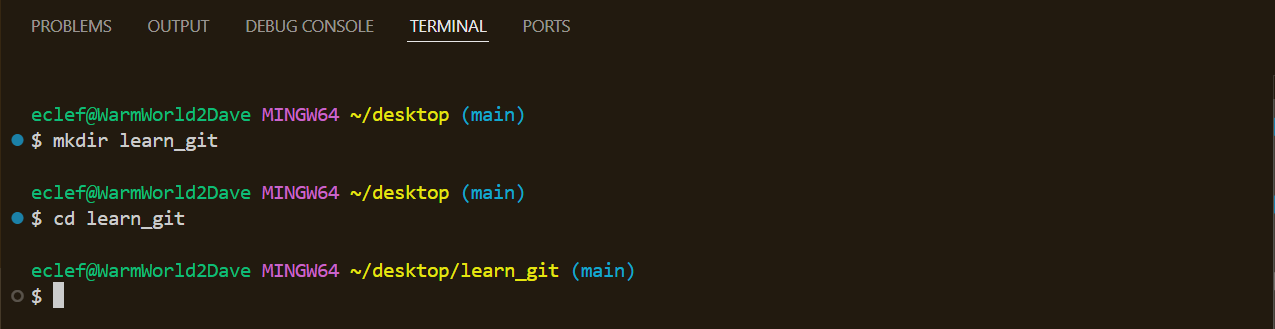 PROBLEMS OUTPUT DEBUG CONSOLE TERMINAL PORTS
eclef@WarmWorld2Dave MINGW64 ~/desktop (main)
$ mkdir learn_git
eclef@WarmWorld2Dave MINGW64 ~/desktop (main)
$ cd learn_git
eclef@WarmWorld2Dave MINGW64 ~/desktop/learn_git (main)
$